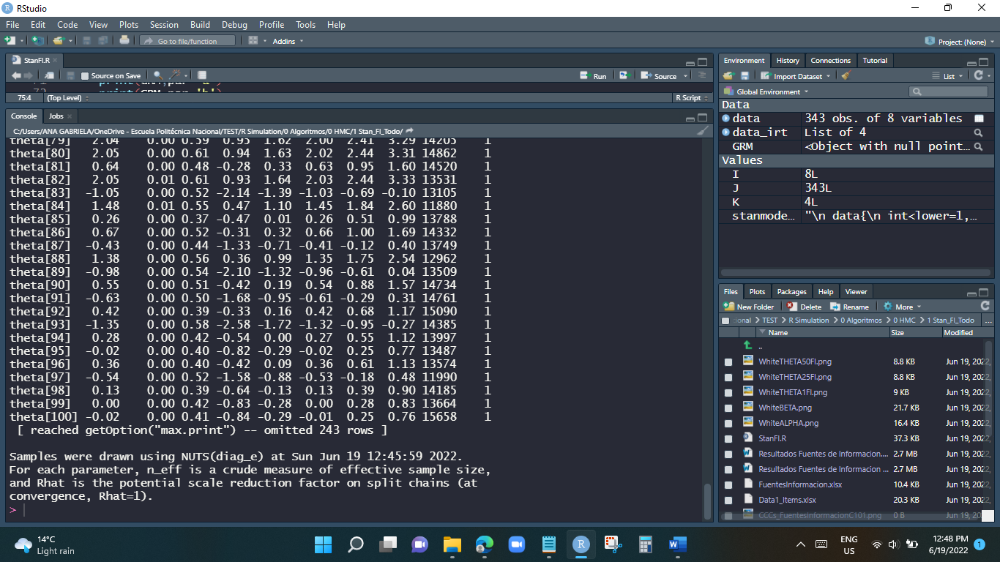 RStudio
File Edit Code View Plots Session Build Debug Profile Tools Help
Go to file/function Addins Project: (None)
StanFI.R
Source on Save Run Source
75:4 (Top Level) R Script
Console Jobs
C:/Users/ANA GABRIELA/OneDrive - Escuela Politécnica Nacional/TEST/R Simulation/0 Algoritmos/0 HMC/1 Stan_FI_Todo/
theta[79] 2.04 0.00 0.59 0.95 1.62 2.00 2.41 3.29 14205 1
theta[80] 2.05 0.00 0.61 0.94 1.63 2.02 2.44 3.31 14862 1
theta[81] 0.64 0.00 0.48 -0.28 0.33 0.63 0.95 1.60 14520 1
theta[82] 2.05 0.01 0.61 0.93 1.64 2.03 2.44 3.33 13531 1
theta[83] -1.05 0.00 0.52 -2.14 -1.39 -1.03 -0.69 -0.10 13105 1
theta[84] 1.48 0.01 0.55 0.47 1.10 1.45 1.84 2.60 11880 1
theta[85] 0.26 0.00 0.37 -0.47 0.01 0.26 0.51 0.99 13788 1
theta[86] 0.67 0.00 0.52 -0.31 0.32 0.66 1.00 1.69 14332 1
theta[87] -0.43 0.00 0.44 -1.33 -0.71 -0.41 -0.12 0.40 13749 1
theta[88] 1.38 0.00 0.56 0.36 0.99 1.35 1.75 2.54 12962 1
theta[89] -0.98 0.00 0.54 -2.10 -1.32 -0.96 -0.61 0.04 13509 1
theta[90] 0.55 0.00 0.51 -0.42 0.19 0.54 0.88 1.57 14734 1
theta[91] -0.63 0.00 0.50 -1.68 -0.95 -0.61 -0.29 0.31 14761 1
theta[92] 0.42 0.00 0.39 -0.33 0.16 0.42 0.68 1.17 15090 1
theta[93] -1.35 0.00 0.58 -2.58 -1.72 -1.32 -0.95 -0.27 14385 1
theta[94] 0.28 0.00 0.42 -0.54 0.00 0.27 0.55 1.12 13997 1
theta[95] -0.02 0.00 0.40 -0.82 -0.29 -0.02 0.25 0.77 13487 1
theta[96] 0.36 0.00 0.40 -0.42 0.09 0.36 0.61 1.13 13574 1
theta[97] -0.54 0.00 0.52 -1.58 -0.88 -0.53 -0.18 0.48 11990 1
theta[98] 0.13 0.00 0.39 -0.64 -0.13 0.13 0.39 0.90 14185 1
theta[99] 0.00 0.00 0.42 -0.83 -0.28 0.00 0.28 0.83 13664 1
theta[100] -0.02 0.00 0.41 -0.84 -0.29 -0.01 0.25 0.76 15658 1
[ reached getOption("max.print") -- omitted 243 rows ]
Samples were drawn using NUTS(diag_e) at Sun Jun 19 12:45:59 2022.
For each parameter, n_eff is a crude measure of effective sample size,
and Rhat is the potential scale reduction factor on split chains (at
convergence, Rhat=1).
>
Environment History Connections Tutorial
Import Dataset List
Global Environment
Data
data 343 obs. of 8 variables
data_irt List of 4
GRM <Object with null point…
Values
I 8L
J 343L
K 4L
stanmode… "\n data{\n int<lower=1,…
Files Plots Packages Help Viewer
New Folder Delete Rename More
onal > TEST > R Simulation > 0 Algoritmos > 0 HMC > 1 Stan_FI_Todo ...
Name Size Modified
..
WhiteTHETA50FI.png 8.8 KB Jun 19, 2022,
WhiteTHETA25FI.png 8.8 KB Jun 19, 2022,
WhiteTHETA1FI.png 9 KB Jun 19, 2022,
WhiteBETA.png 21.7 KB Jun 19, 2022,
WhiteALPHA.png 16.4 KB Jun 19, 2022,
StanFI.R 37.3 KB Jun 19, 2022,
Resultados Fuentes de Informacion.... 2.7 MB Jun 19, 2022,
Resultados Fuentes de Informacion ... 2.7 MB Jun 19, 2022,
FuentesInformacion.xlsx 10.4 KB Jun 19, 2022,
Data1_Items.xlsx 20.3 KB Jun 19, 2022,
CCCs_FuentesInformacionC101.png 0 B Jun 19, 20
14°C
Light rain
ENG
US
12:48 PM
6/19/2022
1